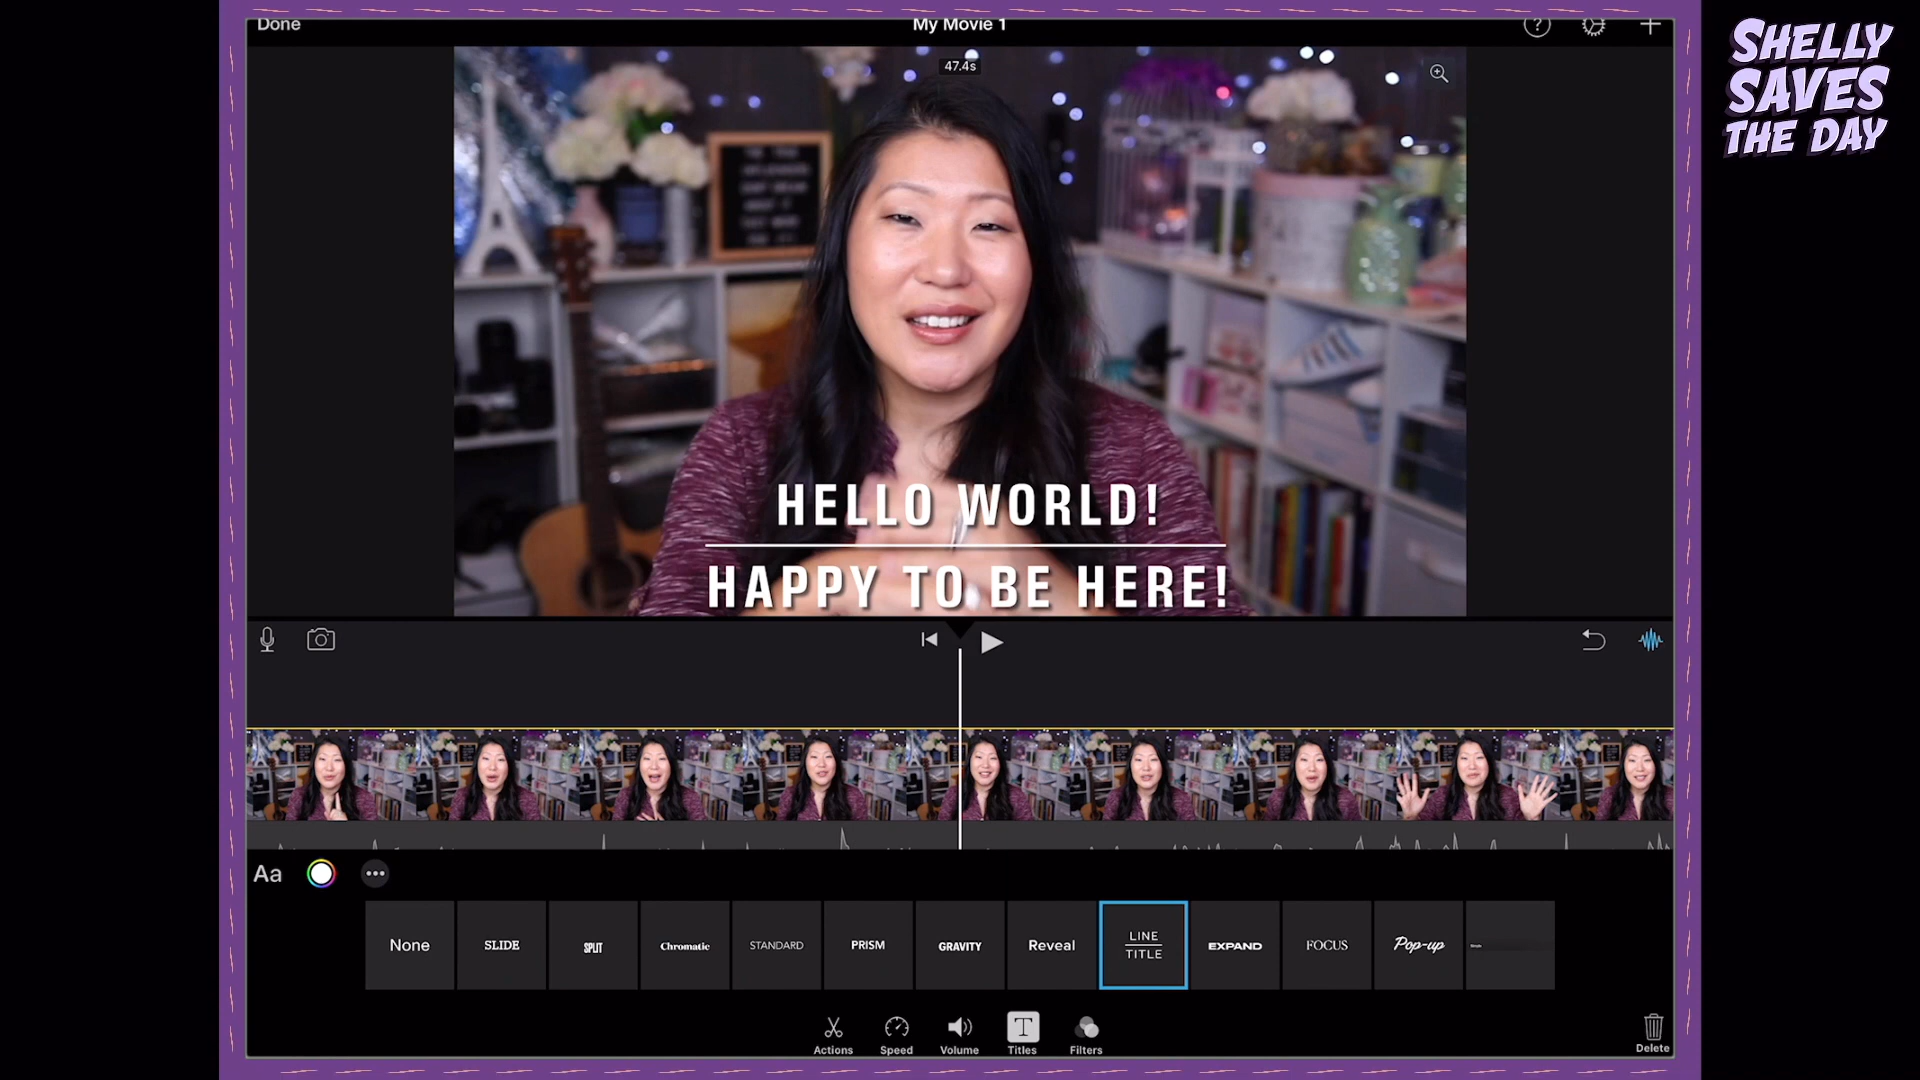 Done
My Movie 1
?
SHELLY
SAVES
THE DAY
47.4s
HELLO WORLD!
HAPPY TO BE HERE!
Aa
None
SLIDE
SPLIT
Chromatic
STANDARD
PRISM
GRAVITY
Reveal
LINE
TITLE
EXPAND
FOCUS
Pop-up
Actions
Speed
Volume
T
Titles
Filters
Delete